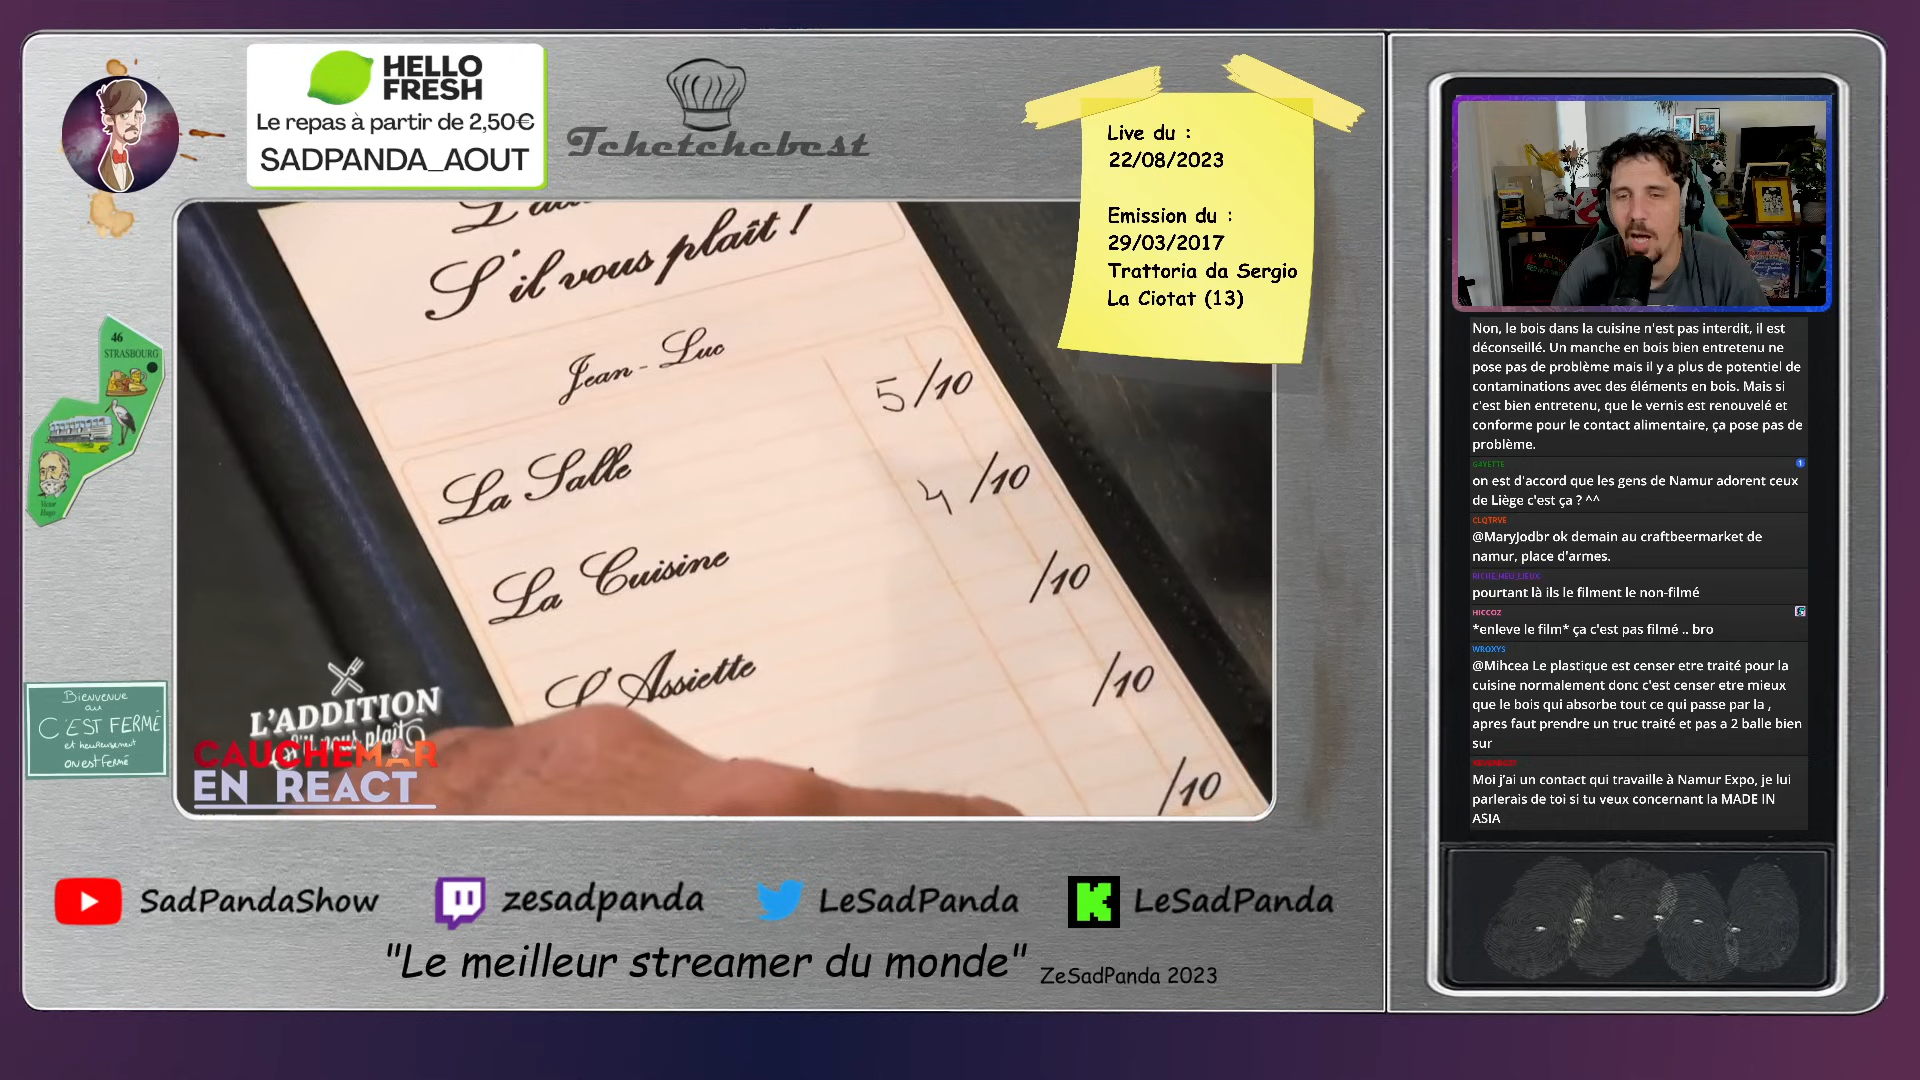 HELLO
FRESH
Le repas à partir de 2,50€
SADPANDA_AOUT
Tchetchebest
Live du :
22/08/2023
Emission du :
29/03/2017
Trattoria da Sergio
La Ciotat (13)
46
STRASBOURG
Victor
Hugo
Bienvenue
au
C'EST FERMÉ
et heureusement
on est fermé
S'il vous plaît !
Jean-Luc
5/10
La Salle
4/10
La Cuisine
/10
L'Assiette
/10
/10
L'ADDITION
s'il vous plait
CAUCHEMAR
EN REACT
Non, le bois dans la cuisine n'est pas interdit, il est
déconseillé. Un manche en bois bien entretenu ne
pose pas de problème mais il y a plus de potentiel de
contaminations avec des éléments en bois. Mais si
c'est bien entretenu, que le vernis est renouvelé et
conforme pour le contact alimentaire, ça pose pas de
problème.
G4YETTE
on est d'accord que les gens de Namur adorent ceux
de Liège c'est ça ? ^^
CLQTRVE
@MaryJodbr ok demain au craftbeermarket de
namur, place d'armes.
RICHE_MEU_LIEUX
pourtant là ils le filment le non-filmé
HICCOZ
*enleve le film* ça c'est pas filmé .. bro
WROXYS
@Mihcea Le plastique est censer etre traité pour la
cuisine normalement donc c'est censer etre mieux
que le bois qui absorbe tout ce qui passe par la ,
apres faut prendre un truc traité et pas a 2 balle bien
sur
Moi j'ai un contact qui travaille à Namur Expo, je lui
parlerais de toi si tu veux concernant la MADE IN
ASIA
SadPandaShow
zesadpanda
LeSadPanda
LeSadPanda
"Le meilleur streamer du monde"
ZeSadPanda 2023